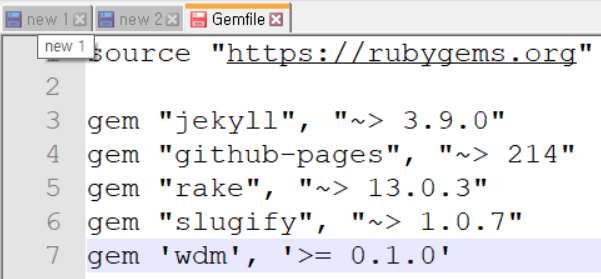 new 1 new 2 Gemfile
new 1
1 source "https://rubygems.org"
2
3 gem "jekyll", "~> 3.9.0"
4 gem "github-pages", "~> 214"
5 gem "rake", "~> 13.0.3"
6 gem "slugify", "~> 1.0.7"
7 gem 'wdm', '>= 0.1.0'